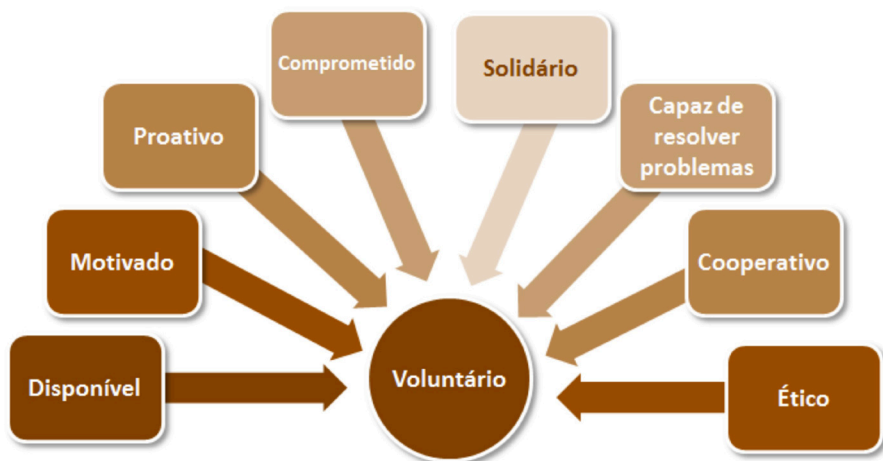 Comprometido
Solidário
Proativo
Capaz de
resolver
problemas
Motivado
Cooperativo
Disponível
Voluntário
Ético